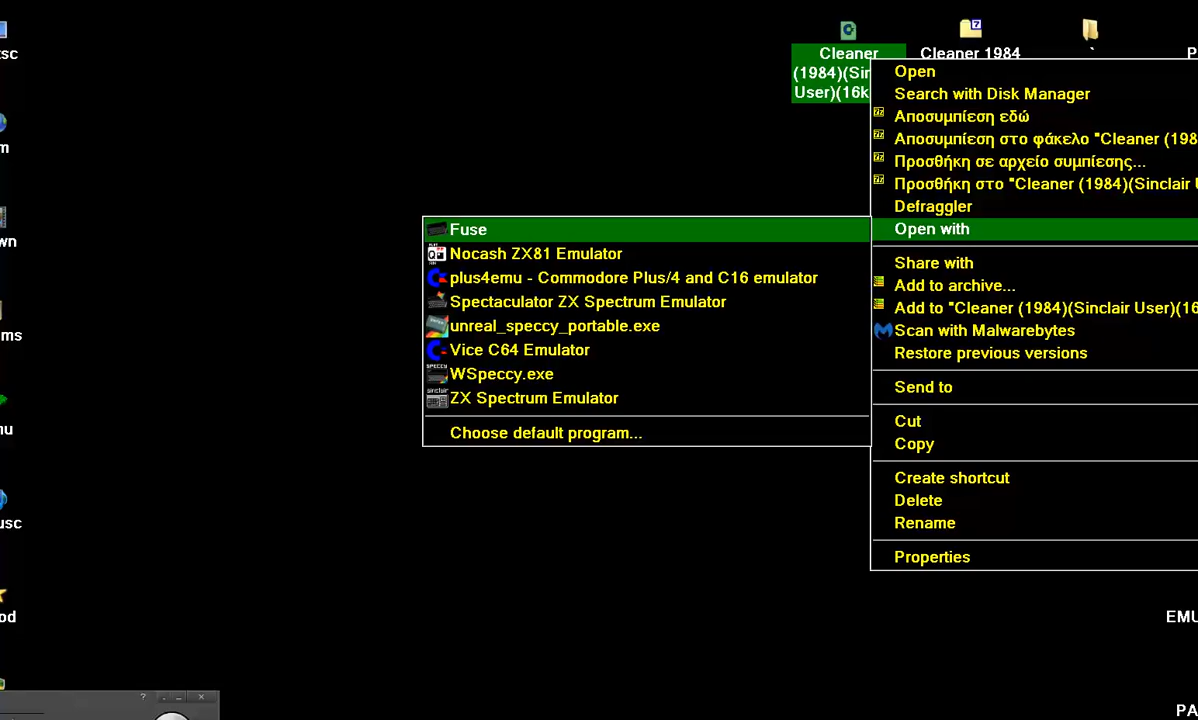 sc
Cleaner
(1984)(Sin
User)(16k
Cleaner 1984
`
P
m
wn
ms
mu
usc
od
Open
Search with Disk Manager
Αποσυμπίεση εδώ
Αποσυμπίεση στο φάκελο "Cleaner (198
Προσθήκη σε αρχείο συμπίεσης...
Προσθήκη στο "Cleaner (1984)(Sinclair U
Defraggler
Open with
Share with
Add to archive...
Add to "Cleaner (1984)(Sinclair User)(16
Scan with Malwarebytes
Restore previous versions
Send to
Cut
Copy
Create shortcut
Delete
Rename
Properties
Fuse
Nocash ZX81 Emulator
plus4emu - Commodore Plus/4 and C16 emulator
Spectaculator ZX Spectrum Emulator
unreal_speccy_portable.exe
Vice C64 Emulator
WSpeccy.exe
ZX Spectrum Emulator
Choose default program...
EMU
PA